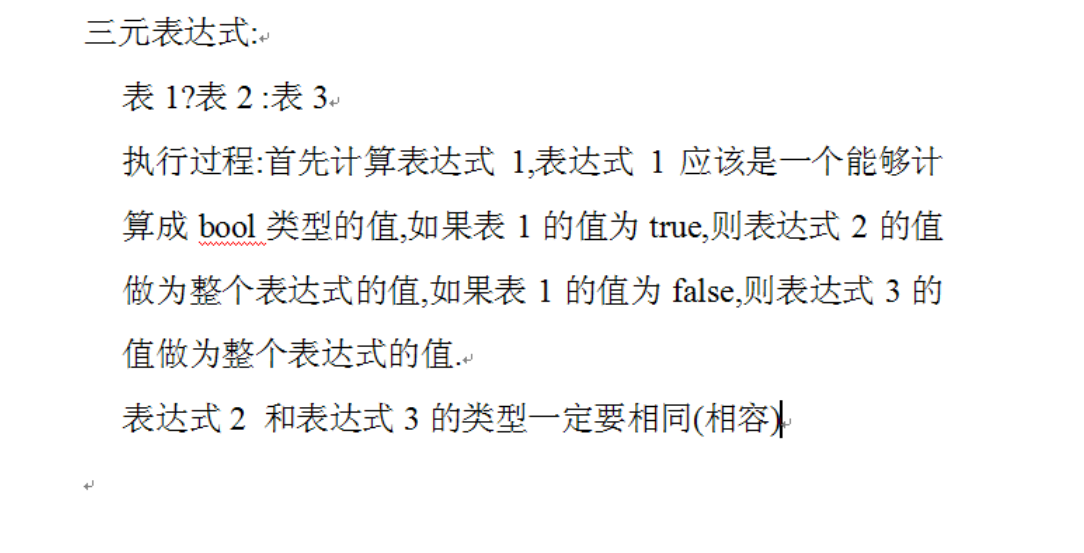 三元表达式:
表 1?表 2 :表 3
执行过程:首先计算表达式 1,表达式 1 应该是一个能够计
算成 bool 类型的值,如果表 1 的值为 true,则表达式 2 的值
做为整个表达式的值,如果表 1 的值为 false,则表达式 3 的
值做为整个表达式的值.
表达式 2  和表达式 3 的类型一定要相同(相容)